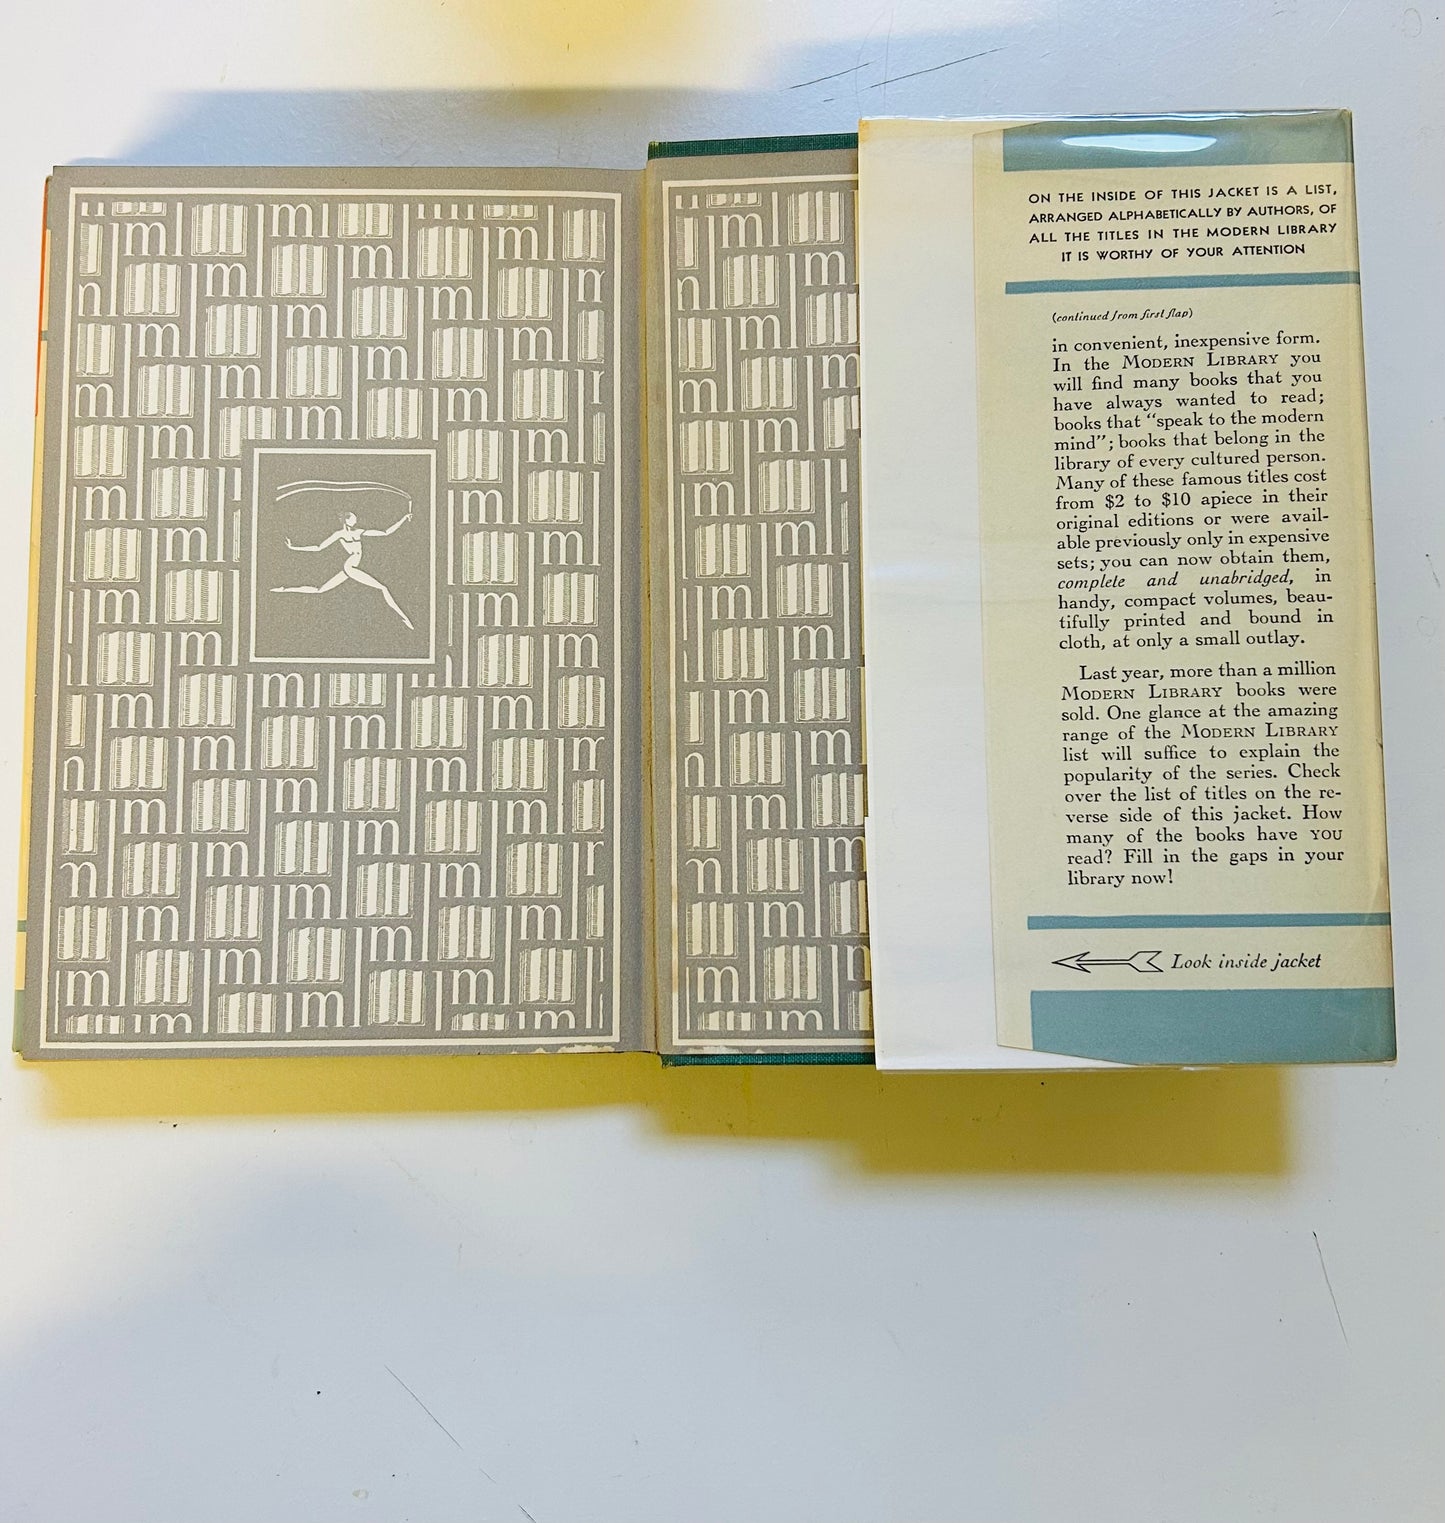 ON THE INSIDE OF THIS JACKET IS A LIST,
ARRANGED ALPHABETICALLY BY AUTHORS, OF
ALL THE TITLES IN THE MODERN LIBRARY
IT IS WORTHY OF YOUR ATTENTION
(continued from first flap)
in convenient, inexpensive form.
In the MODERN LIBRARY you
will find many books that you
have always wanted to read;
books that “speak to the modern
mind”; books that belong in the
library of every cultured person.
Many of these famous titles cost
from $2 to $10 apiece in their
original editions or were avail-
able previously only in expensive
sets; you can now obtain them,
complete and unabridged, in
handy, compact volumes, beau-
tifully printed and bound in
cloth, at only a small outlay.
Last year, more than a million
MODERN LIBRARY books were
sold. One glance at the amazing
range of the MODERN LIBRARY
list will suffice to explain the
popularity of the series. Check
over the list of titles on the re-
verse side of this jacket. How
many of the books have YOU
read? Fill in the gaps in your
library now!
Look inside jacket